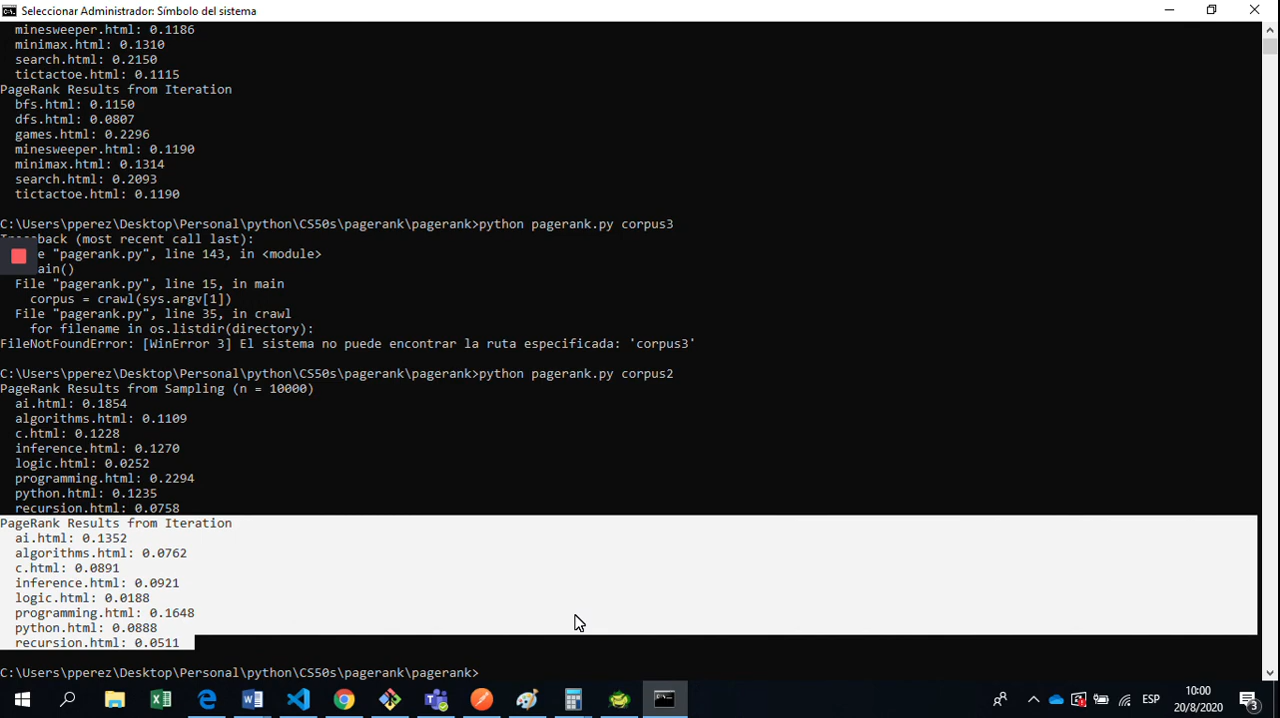 Seleccionar Administrador: Símbolo del sistema
minesweeper.html: 0.1186
minimax.html: 0.1310
search.html: 0.2150
tictactoe.html: 0.1115
PageRank Results from Iteration
bfs.html: 0.1150
dfs.html: 0.0807
games.html: 0.2296
minesweeper.html: 0.1190
minimax.html: 0.1314
search.html: 0.2093
tictactoe.html: 0.1190
C:\Users\pperez\Desktop\Personal\python\CS50s\pagerank\pagerank>python pagerank.py corpus3
(most recent call last):
"pagerank.py", line 143, in <module>
ain()
File "pagerank.py", line 15, in main
corpus = crawl(sys.argv[1])
File "pagerank.py", line 35, in crawl
for filename in os.listdir(directory):
FileNotFoundError: [WinError 3] El sistema no puede encontrar la ruta especificada: 'corpus3'
C:\Users\pperez\Desktop\Personal\python\CS50s\pagerank\pagerank>python pagerank.py corpus2
PageRank Results from Sampling (n = 10000)
ai.html: 0.1854
algorithms.html: 0.1109
c.html: 0.1228
inference.html: 0.1270
logic.html: 0.0252
programming.html: 0.2294
python.html: 0.1235
recursion.html: 0.0758
PageRank Results from Iteration
ai.html: 0.1352
algorithms.html: 0.0762
c.html: 0.0891
inference.html: 0.0921
logic.html: 0.0188
programming.html: 0.1648
python.html: 0.0888
recursion.html: 0.0511
C:\Users\pperez\Desktop\Personal\python\CS50s\pagerank\pagerank>
ESP
10:00
20/8/2020
3